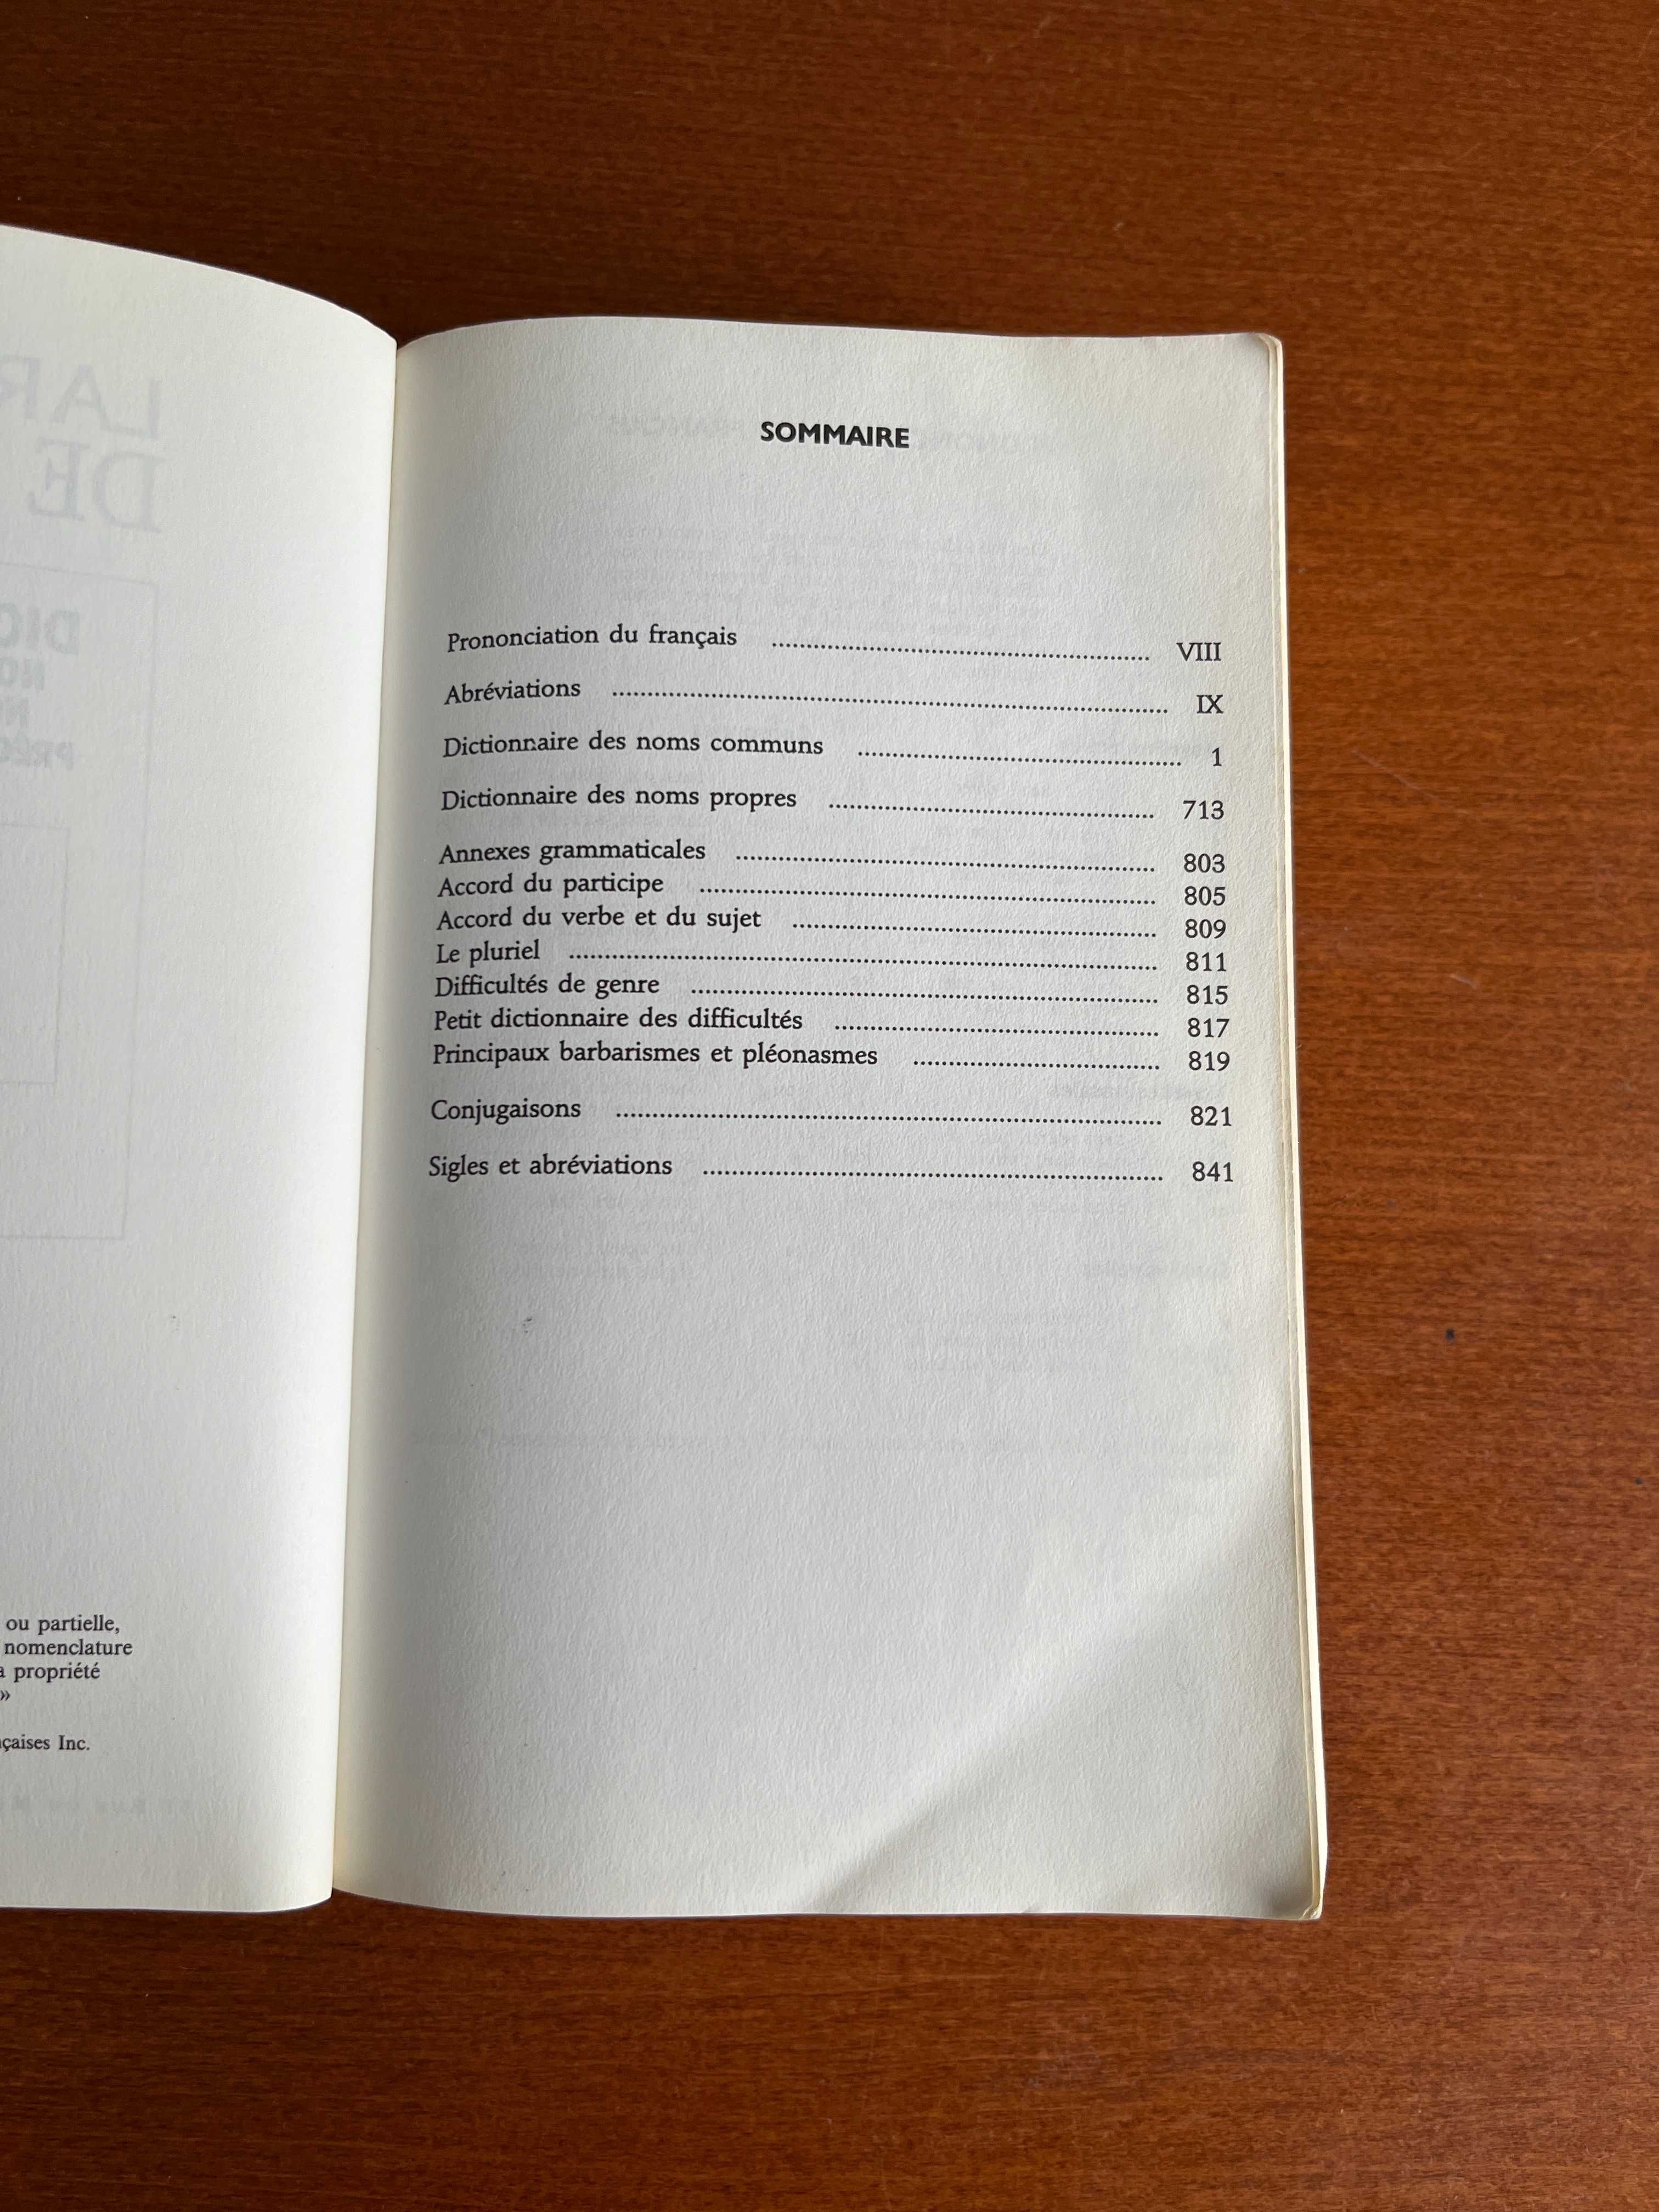 ou partielle,
nomenclature
propriété
»
çaises Inc.
SOMMAIRE
Prononciation du français ........ VIII
Abréviations ........ IX
Dictionnaire des noms communs ........ 1
Dictionnaire des noms propres ........ 713
Annexes grammaticales ........ 803
Accord du participe ........ 805
Accord du verbe et du sujet ........ 809
Le pluriel ........ 811
Difficultés de genre ........ 815
Petit dictionnaire des difficultés ........ 817
Principaux barbarismes et pléonasmes ........ 819
Conjugaisons ........ 821
Sigles et abréviations ........ 841